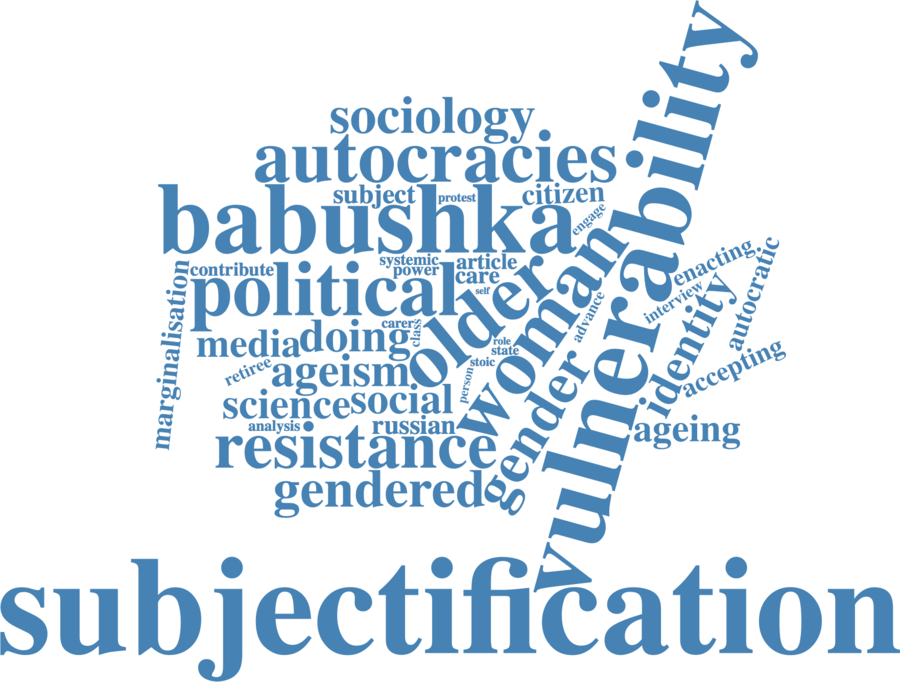 sociology
autocracies
subject
protest
citizen
babushka
engage
systemic
power
article
care
contribute
political
self
older
woman
vulnerability
enacting
interview
autocratic
marginalisation
media
doing
carer
class
advance
identity
role
state
stoic
retiree
ageism
person
accepting
science
social
gender
analysis
russian
ageing
resistance
gendered
subjectification